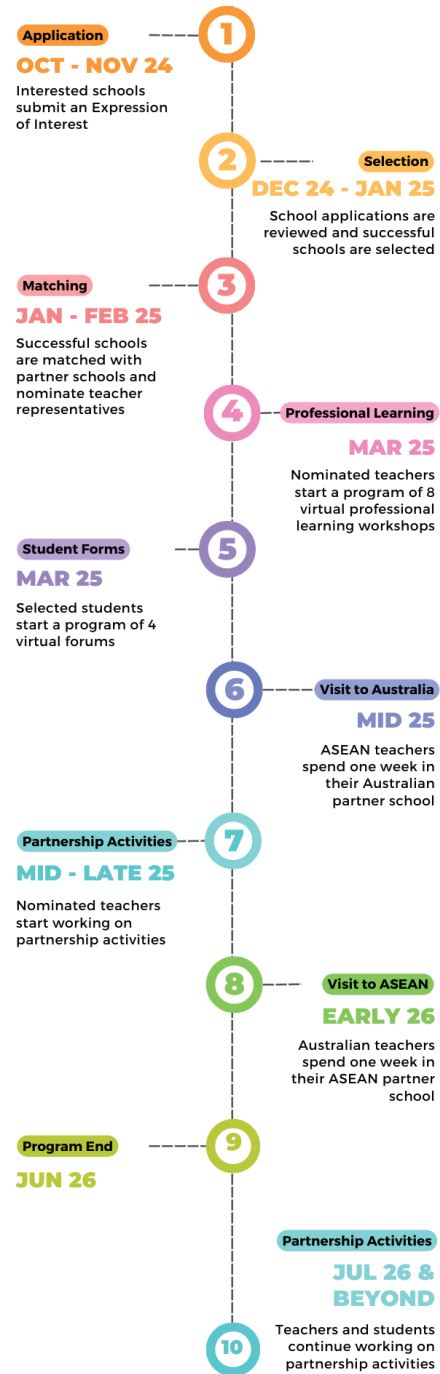 1
Application
OCT - NOV 24
Interested schools
submit an Expression
of Interest
2
Selection
DEC 24 - JAN 25
School applications are
reviewed and successful
schools are selected
3
Matching
JAN - FEB 25
Successful schools
are matched with
partner schools and
nominate teacher
representatives
4
Professional Learning
MAR 25
Nominated teachers
start a program of 8
virtual professional
learning workshops
5
Student Forms
MAR 25
Selected students
start a program of 4
virtual forums
6
Visit to Australia
MID 25
ASEAN teachers
spend one week in
their Australian
partner school
7
Partnership Activities
MID - LATE 25
Nominated teachers
start working on
partnership activities
8
Visit to ASEAN
EARLY 26
Australian teachers
spend one week in
their ASEAN partner
school
9
Program End
JUN 26
Partnership Activities
JUL 26 &
BEYOND
10
Teachers and students
continue working on
partnership activities